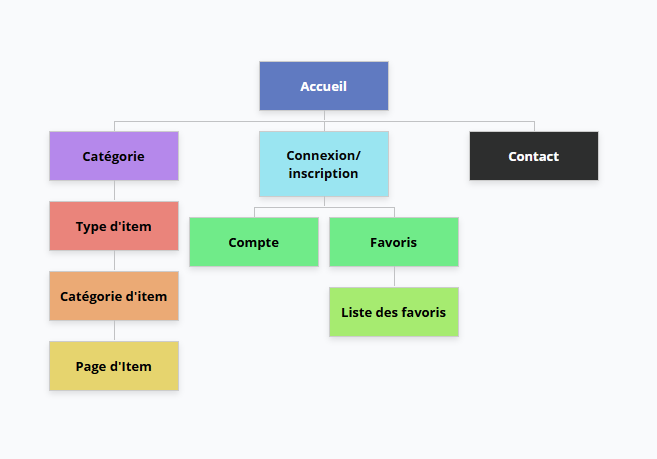 Accueil
Catégorie
Connexion/
inscription
Contact
Type d'item
Compte
Favoris
Catégorie d'item
Liste des favoris
Page d'Item